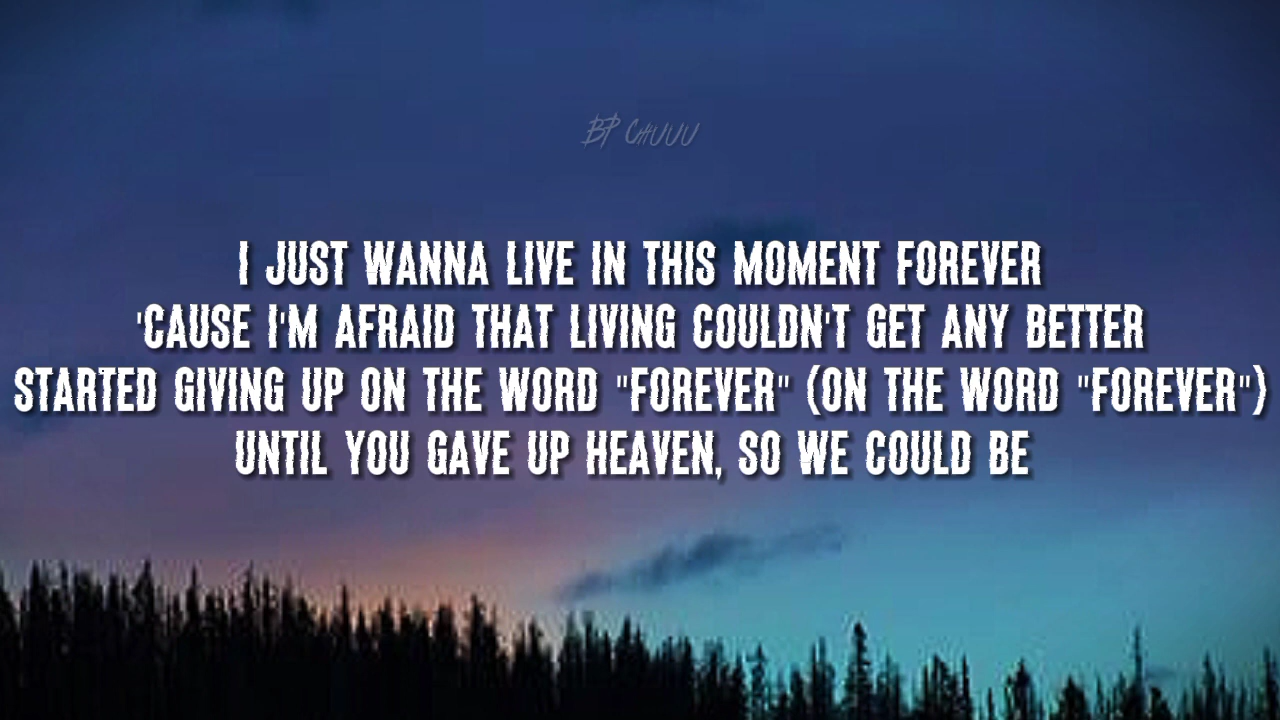 BP CHUUU
I JUST WANNA LIVE IN THIS MOMENT FOREVER
'CAUSE I'M AFRAID THAT LIVING COULDN'T GET ANY BETTER
STARTED GIVING UP ON THE WORD "FOREVER" (ON THE WORD "FOREVER")
UNTIL YOU GAVE UP HEAVEN, SO WE COULD BE